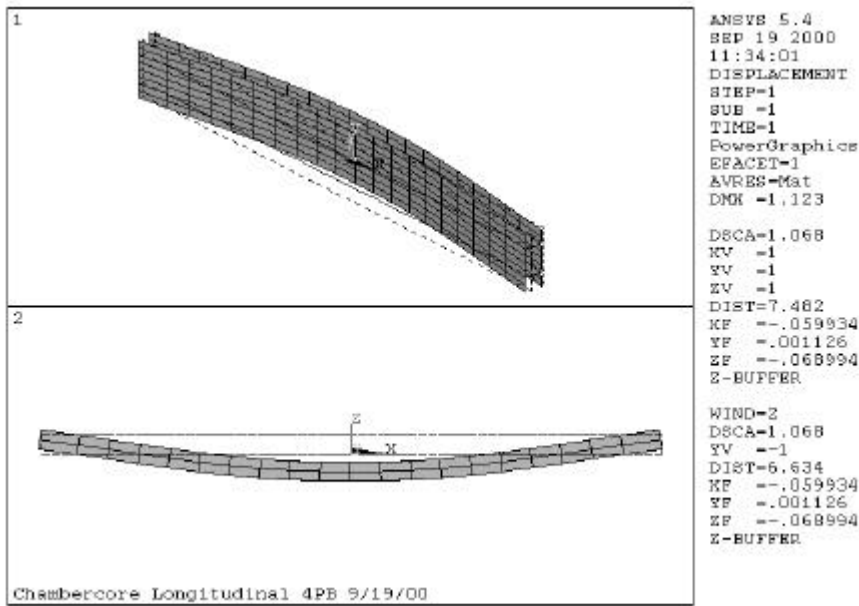 1
ANSYS 5.4
SEP 19 2000
11:34:01
DISPLACEMENT
STEP=1
SUB =1
TIME=1
PowerGraphics
EFACET=1
AVRES=Mat
DMX =1.123
DSCA=1.068
XV =1
YV =1
ZV =1
DIST=7.482
XF =-.059934
YF =.001126
ZF =-.068994
Z-BUFFER
2
Z
X
WIND=2
DSCA=1.068
YV =-1
DIST=6.634
XF =-.059934
YF =.001126
ZF =-.068994
Z-BUFFER
Chambercore Longitudinal 4PB 9/19/00